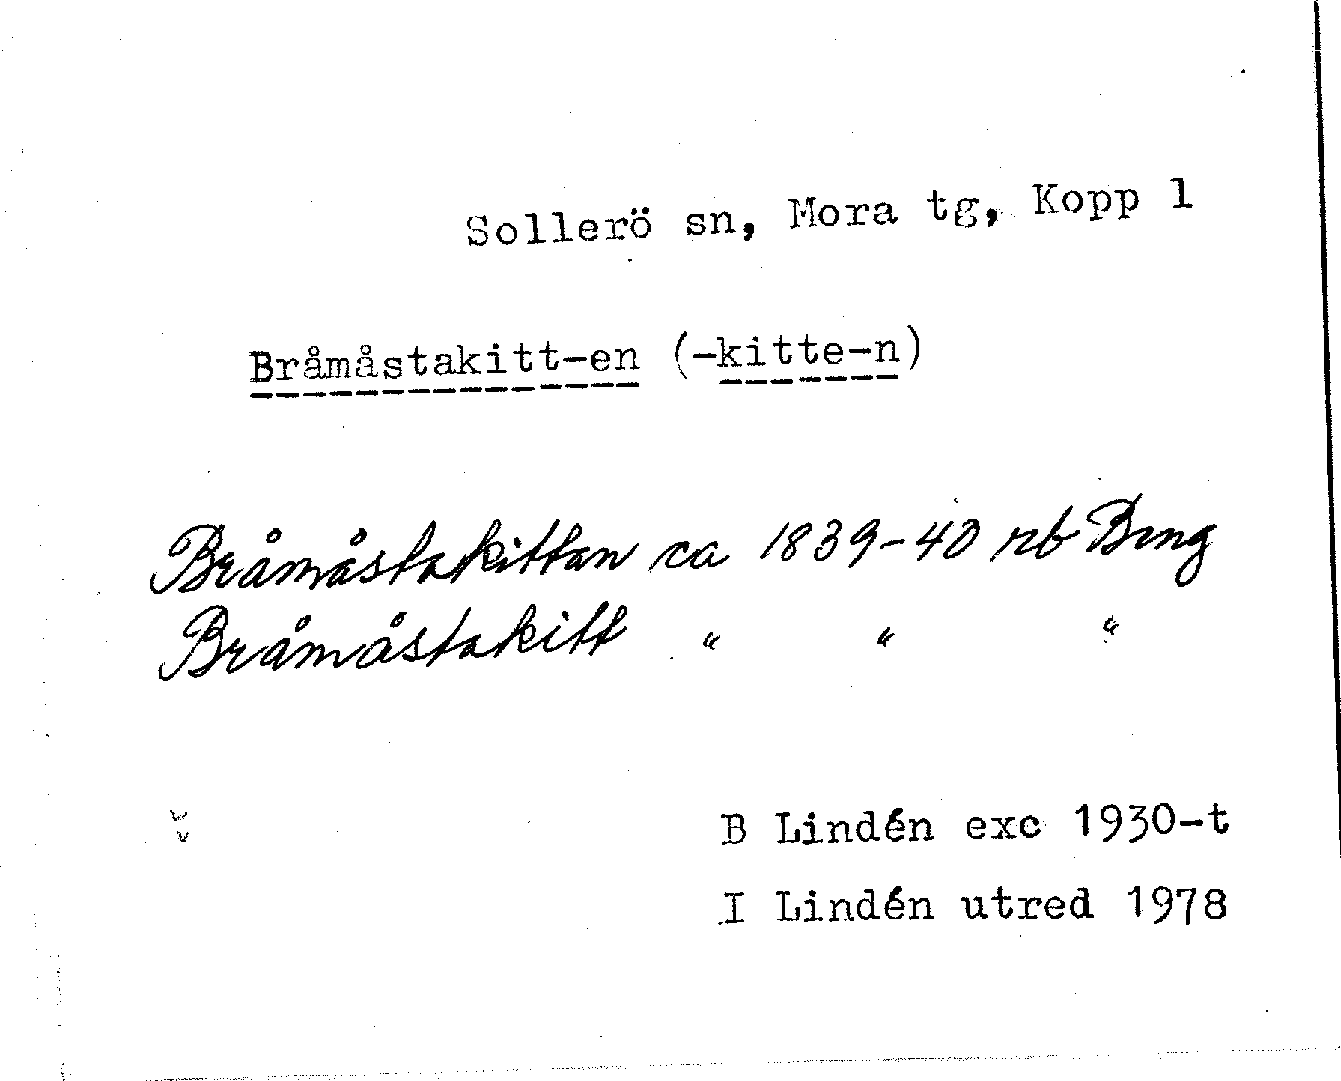 Sollerö sn, Mora tg, Kopp l
Bråmåstakitt-en (-kitte-n)
Bråmåstakittan ca 1839-40 rb Bing
Bråmåstakitt " " "
B Lindén exc 1930-t
I Lindén utred 1978